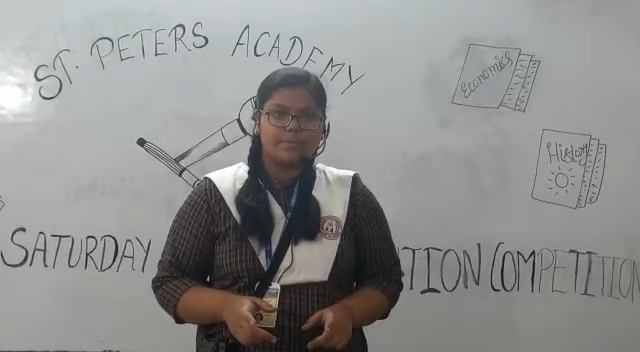 ST. PETERS ACADEMY
Economics
History
SATURDAY TION COMPETITION